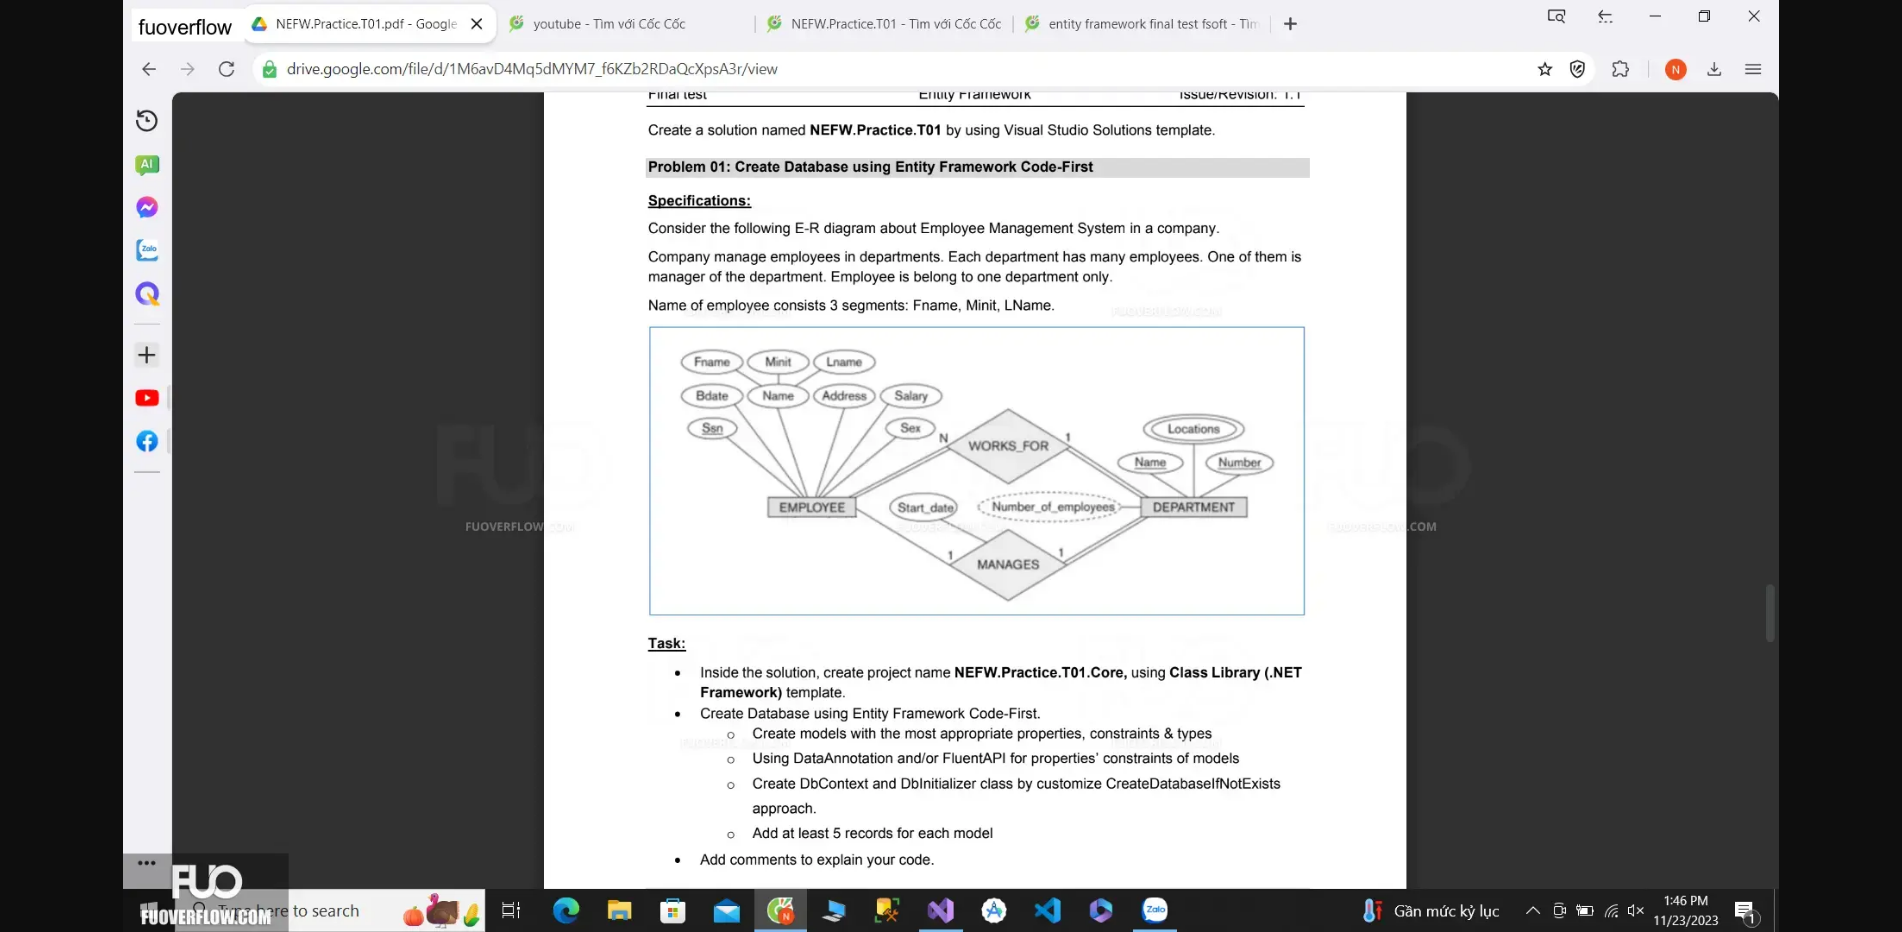 fuoverflow
NEFW.Practice.T01.pdf - Google
youtube - Tìm với Cốc Cốc
NEFW.Practice.T01 - Tìm với Cốc Cốc
entity framework final test fsoft - Tìm
drive.google.com/file/d/1M6avD4Mq5dMYM7_f6KZb2RDaQcXpsA3r/view
N
AI
Zalo
Final test Entity Framework Issue/Revision: 1.1
Create a solution named NEFW.Practice.T01 by using Visual Studio Solutions template.
Problem 01: Create Database using Entity Framework Code-First
Specifications:
Consider the following E-R diagram about Employee Management System in a company.
Company manage employees in departments. Each department has many employees. One of them is
manager of the department. Employee is belong to one department only.
Name of employee consists 3 segments: Fname, Minit, LName.
FUOVERFLOW.COM
Fname Minit Lname
Bdate Name Address Salary
Ssn Sex
N WORKS_FOR 1
Locations
Name Number
EMPLOYEE Start_date Number_of_employees DEPARTMENT
1 MANAGES 1
FUO
FUOVERFLOW.COM
FUOVERFLOW.COM
Task:
• Inside the solution, create project name NEFW.Practice.T01.Core, using Class Library (.NET
Framework) template.
• Create Database using Entity Framework Code-First.
o Create models with the most appropriate properties, constraints & types
o Using DataAnnotation and/or FluentAPI for properties' constraints of models
o Create DbContext and DbInitializer class by customize CreateDatabaseIfNotExists
approach.
o Add at least 5 records for each model
• Add comments to explain your code.
FUO
FUOVERFLOW.COM
Type here to search
N
Zalo
Gần mức kỷ lục
1:46 PM
11/23/2023
1